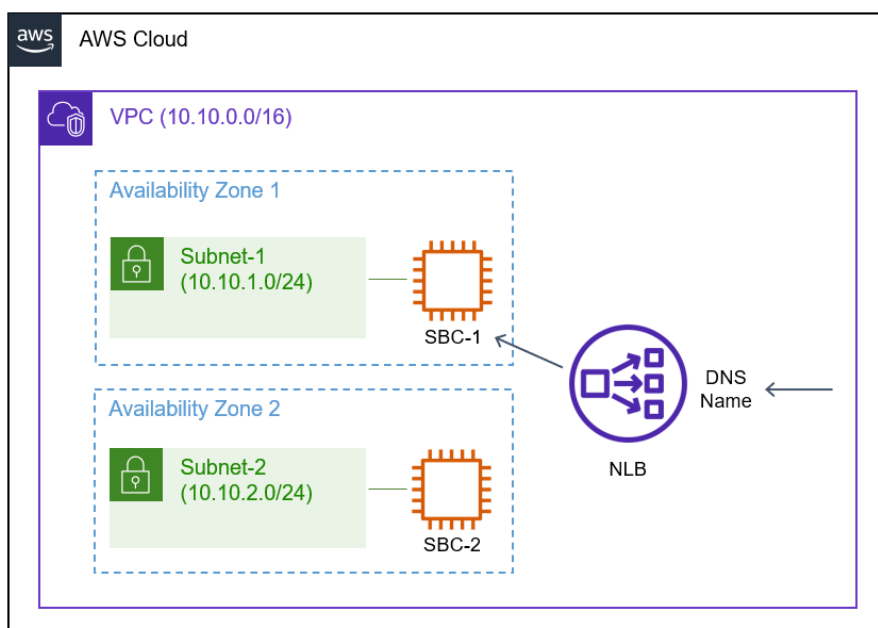 aws
AWS Cloud
VPC (10.10.0.0/16)
Availability Zone 1
Subnet-1
(10.10.1.0/24)
SBC-1
Availability Zone 2
Subnet-2
(10.10.2.0/24)
SBC-2
NLB
DNS
Name